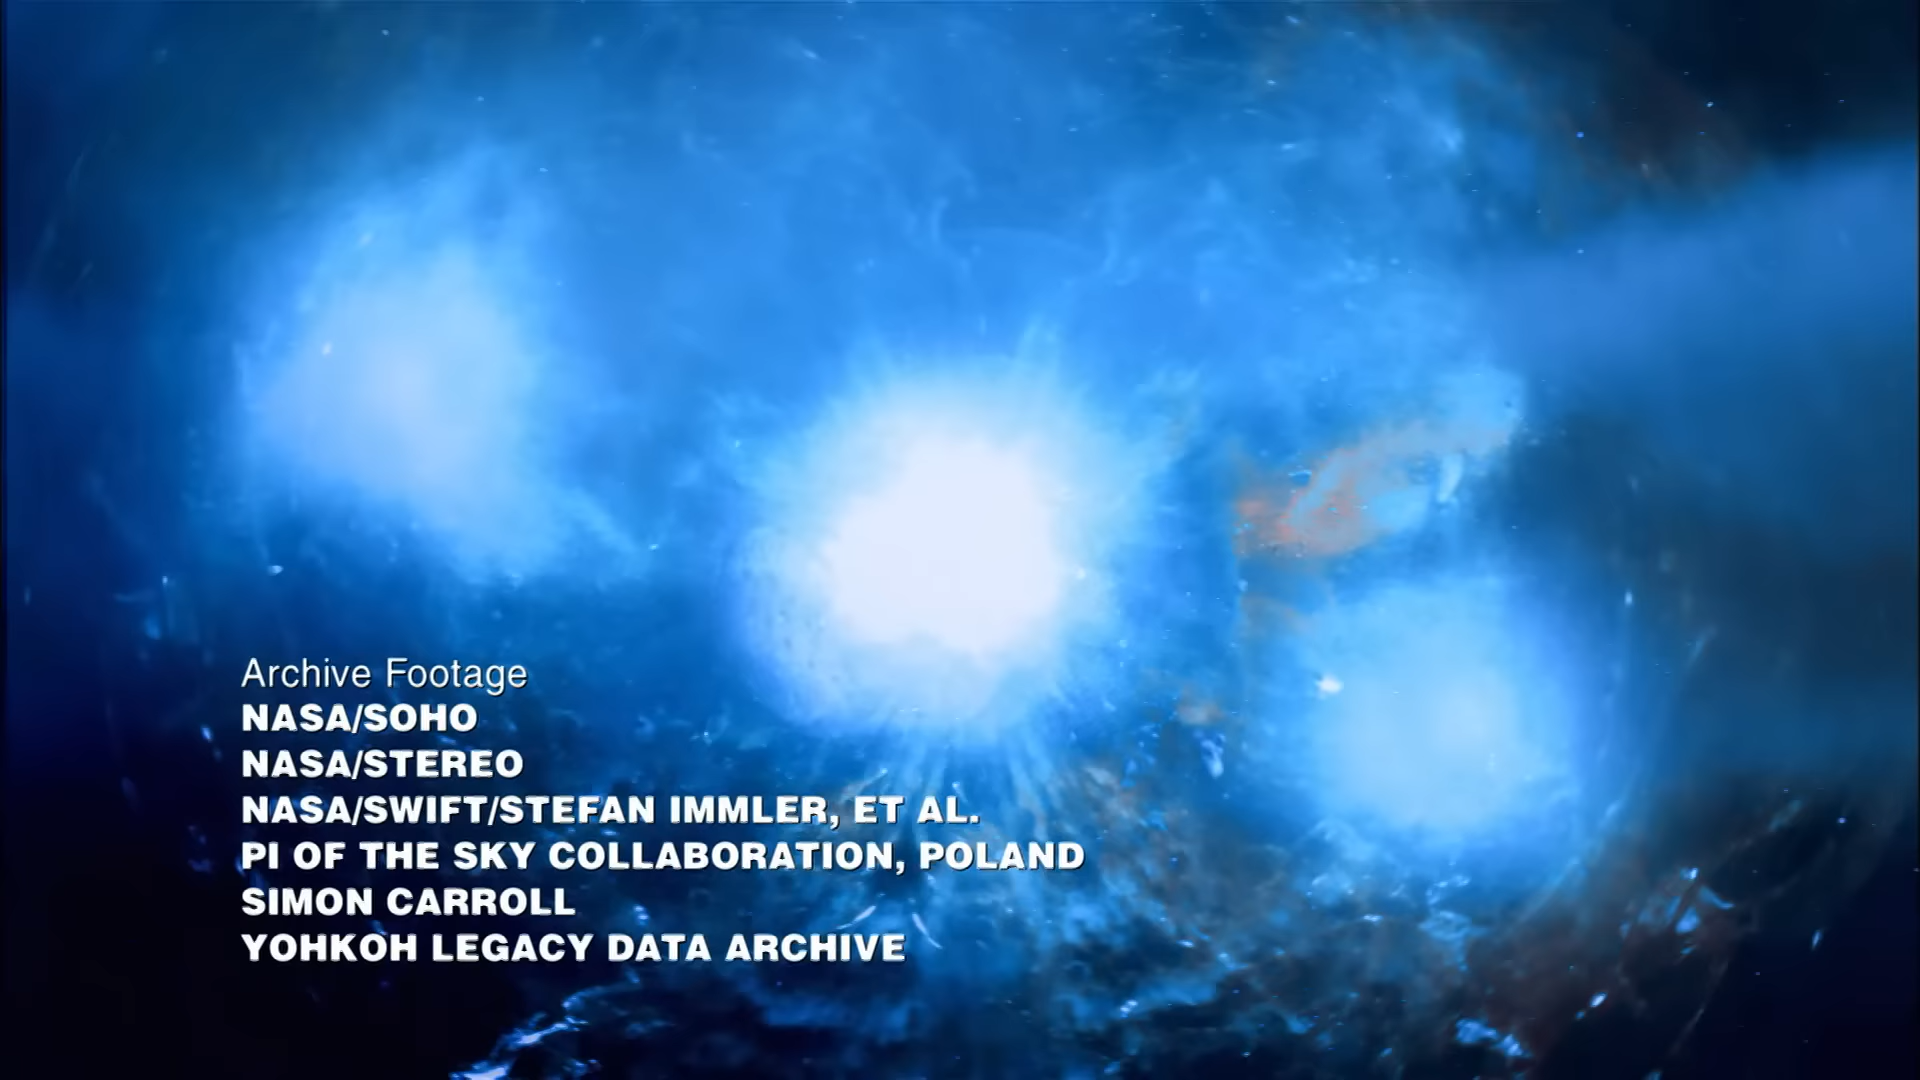 Archive Footage
NASA/SOHO
NASA/STEREO
NASA/SWIFT/STEFAN IMMLER, ET AL.
PI OF THE SKY COLLABORATION, POLAND
SIMON CARROLL
YOHKOH LEGACY DATA ARCHIVE